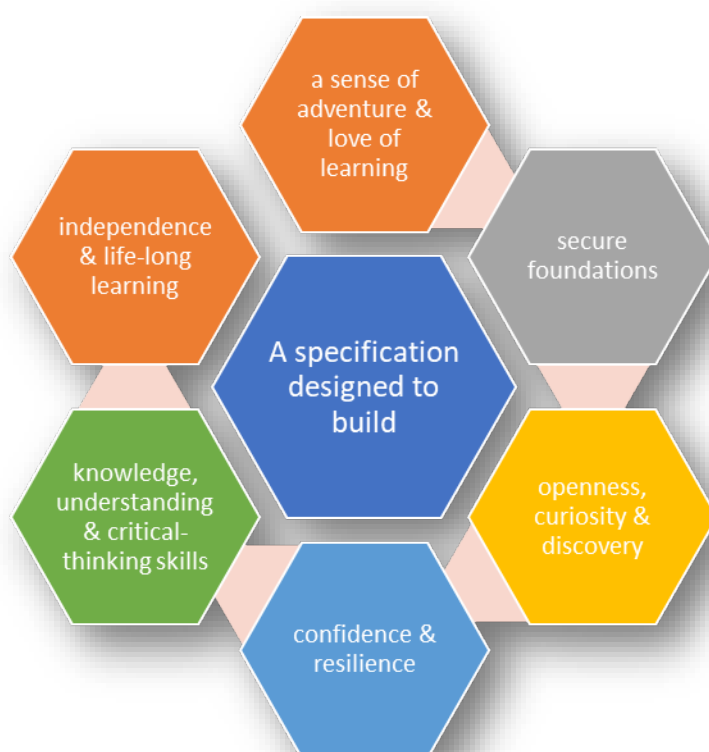 a sense of
adventure &
love of
learning
secure
foundations
openness,
curiosity &
discovery
confidence &
resilience
knowledge,
understanding
& critical-
thinking skills
independence
& life-long
learning
A specification
designed to
build